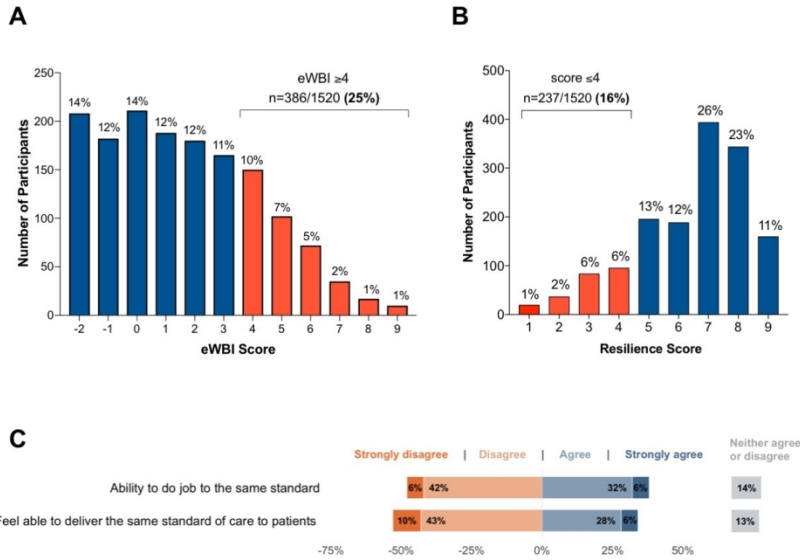 A
eWBI ≥4
n=386/1520 (25%)
Number of Participants
250
200
150
100
50
0
14%
12%
14%
12%
12%
11%
10%
7%
5%
2%
1%
1%
-2 -1 0 1 2 3 4 5 6 7 8 9
eWBI Score
B
score ≤4
n=237/1520 (16%)
Number of Participants
500
400
300
200
100
0
1%
2%
6%
6%
13%
12%
26%
23%
11%
1 2 3 4 5 6 7 8 9
Resilience Score
C
Strongly disagree | Disagree | Agree | Strongly agree
Neither agree
or disagree
Ability to do job to the same standard 6% 42% 32% 6% 14%
Feel able to deliver the same standard of care to patients 10% 43% 28% 6% 13%
-75% -50% -25% 0% 25% 50%